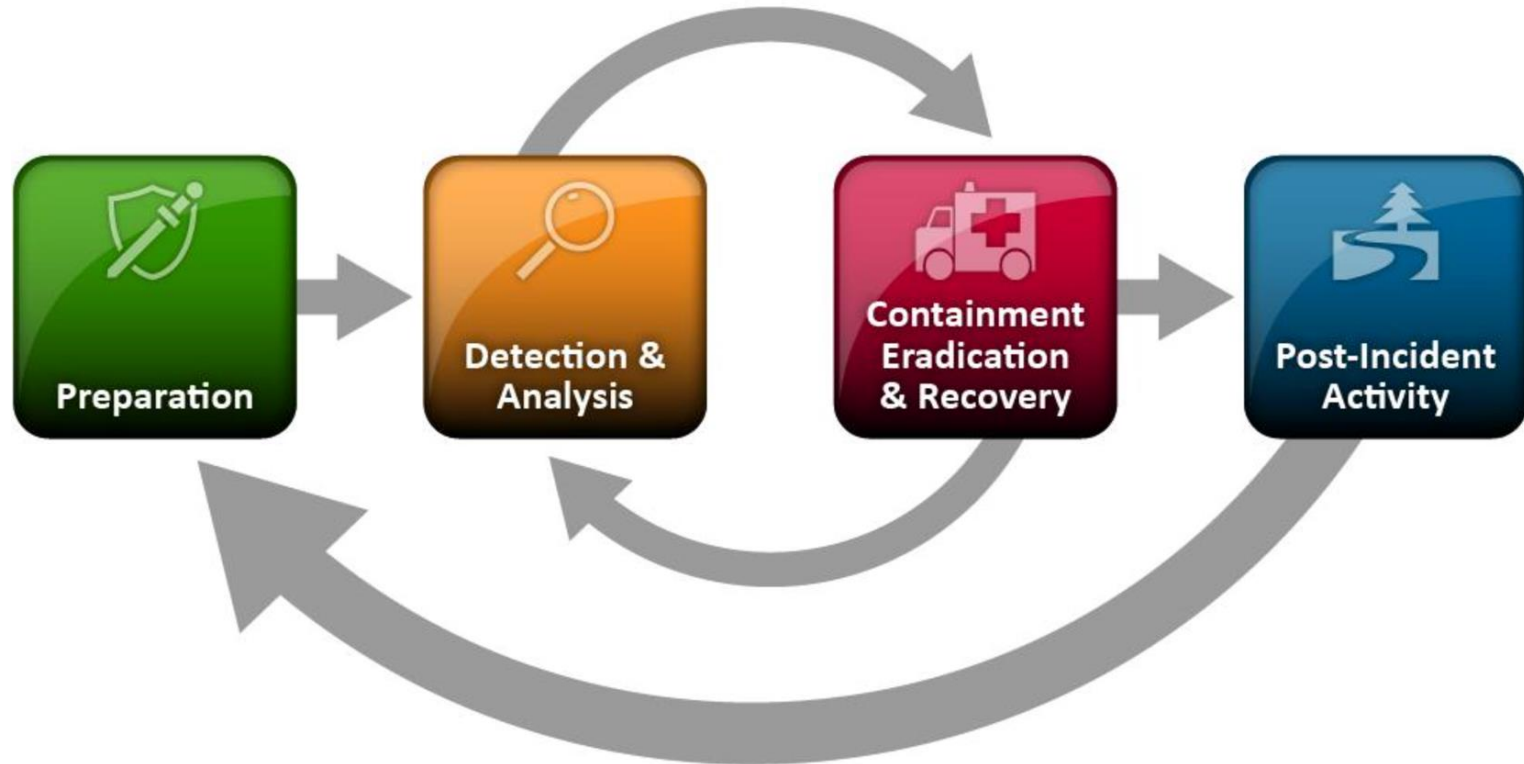 Preparation
Detection &
Analysis
Containment
Eradication
& Recovery
Post-Incident
Activity